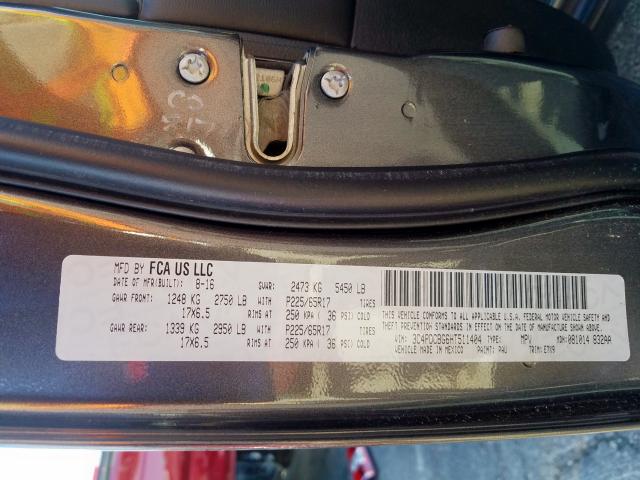 MFD BY FCA US LLC
DATE OF MFR(BUILT): 8-16 GVWR: 2473 KG 5450 LB
GAWR FRONT: 1248 KG 2750 LB WITH P225/65R17 TIRES
17X6.5 RIMS AT 250 KPA ( 36 PSI) COLD
GAWR REAR: 1339 KG 2950 LB WITH P225/65R17 TIRES
17X6.5 RIMS AT 250 KPA ( 36 PSI) COLD
THIS VEHICLE CONFORMS TO ALL APPLICABLE U.S.A. FEDERAL MOTOR VEHICLE SAFETY,
THEFT PREVENTION STANDARDS IN EFFECT ON THE DATE OF MANUFACTURE SHOWN ABOVE.
VIN: 3C4PDCBG6HT511404 TYPE: MPV MDH: 081014 832AA
VEHICLE MADE IN MEXICO PAINT: PAU TRIM: